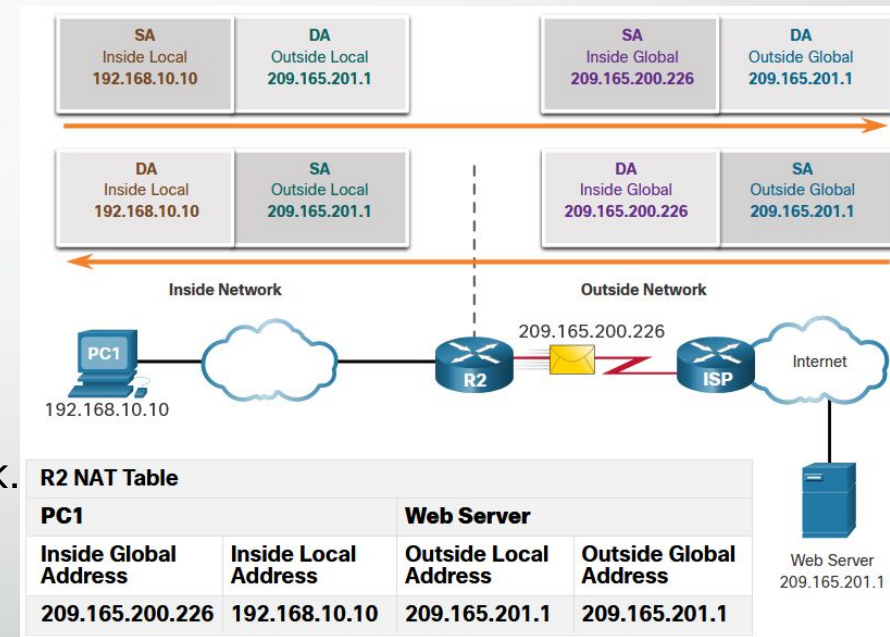 SA
Inside Local
192.168.10.10
DA
Outside Local
209.165.201.1
SA
Inside Global
209.165.200.226
DA
Outside Global
209.165.201.1
DA
Inside Local
192.168.10.10
SA
Outside Local
209.165.201.1
DA
Inside Global
209.165.200.226
SA
Outside Global
209.165.201.1
Inside Network
Outside Network
209.165.200.226
PC1
R2
ISP
Internet
192.168.10.10
R2 NAT Table
PC1 Web Server
Inside Global Address Inside Local Address Outside Local Address Outside Global Address
209.165.200.226 192.168.10.10 209.165.201.1 209.165.201.1
Web Server
209.165.201.1